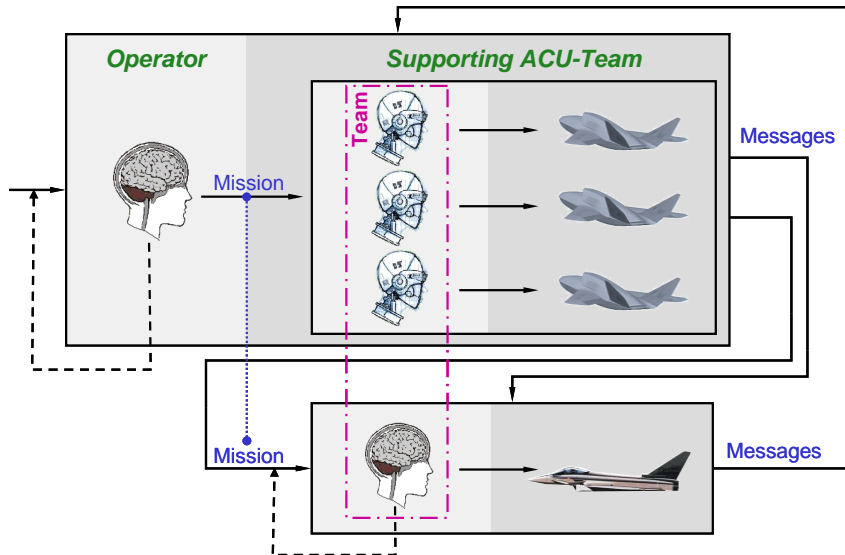 Operator
Supporting ACU-Team
Team
Messages
Mission
Mission
Messages